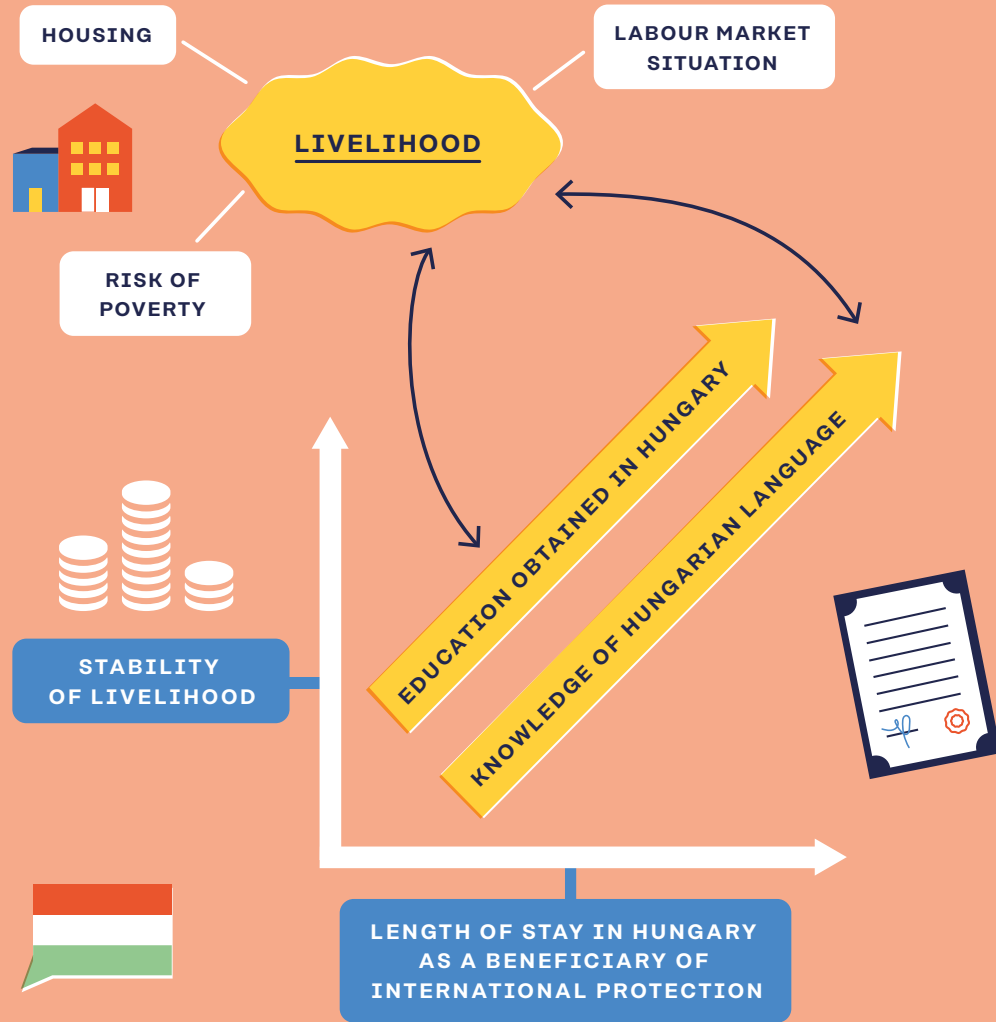 HOUSING
LABOUR MARKET
SITUATION
LIVELIHOOD
RISK OF
POVERTY
EDUCATION OBTAINED IN HUNGARY
KNOWLEDGE OF HUNGARIAN LANGUAGE
STABILITY
OF LIVELIHOOD
LENGTH OF STAY IN HUNGARY
AS A BENEFICIARY OF
INTERNATIONAL PROTECTION